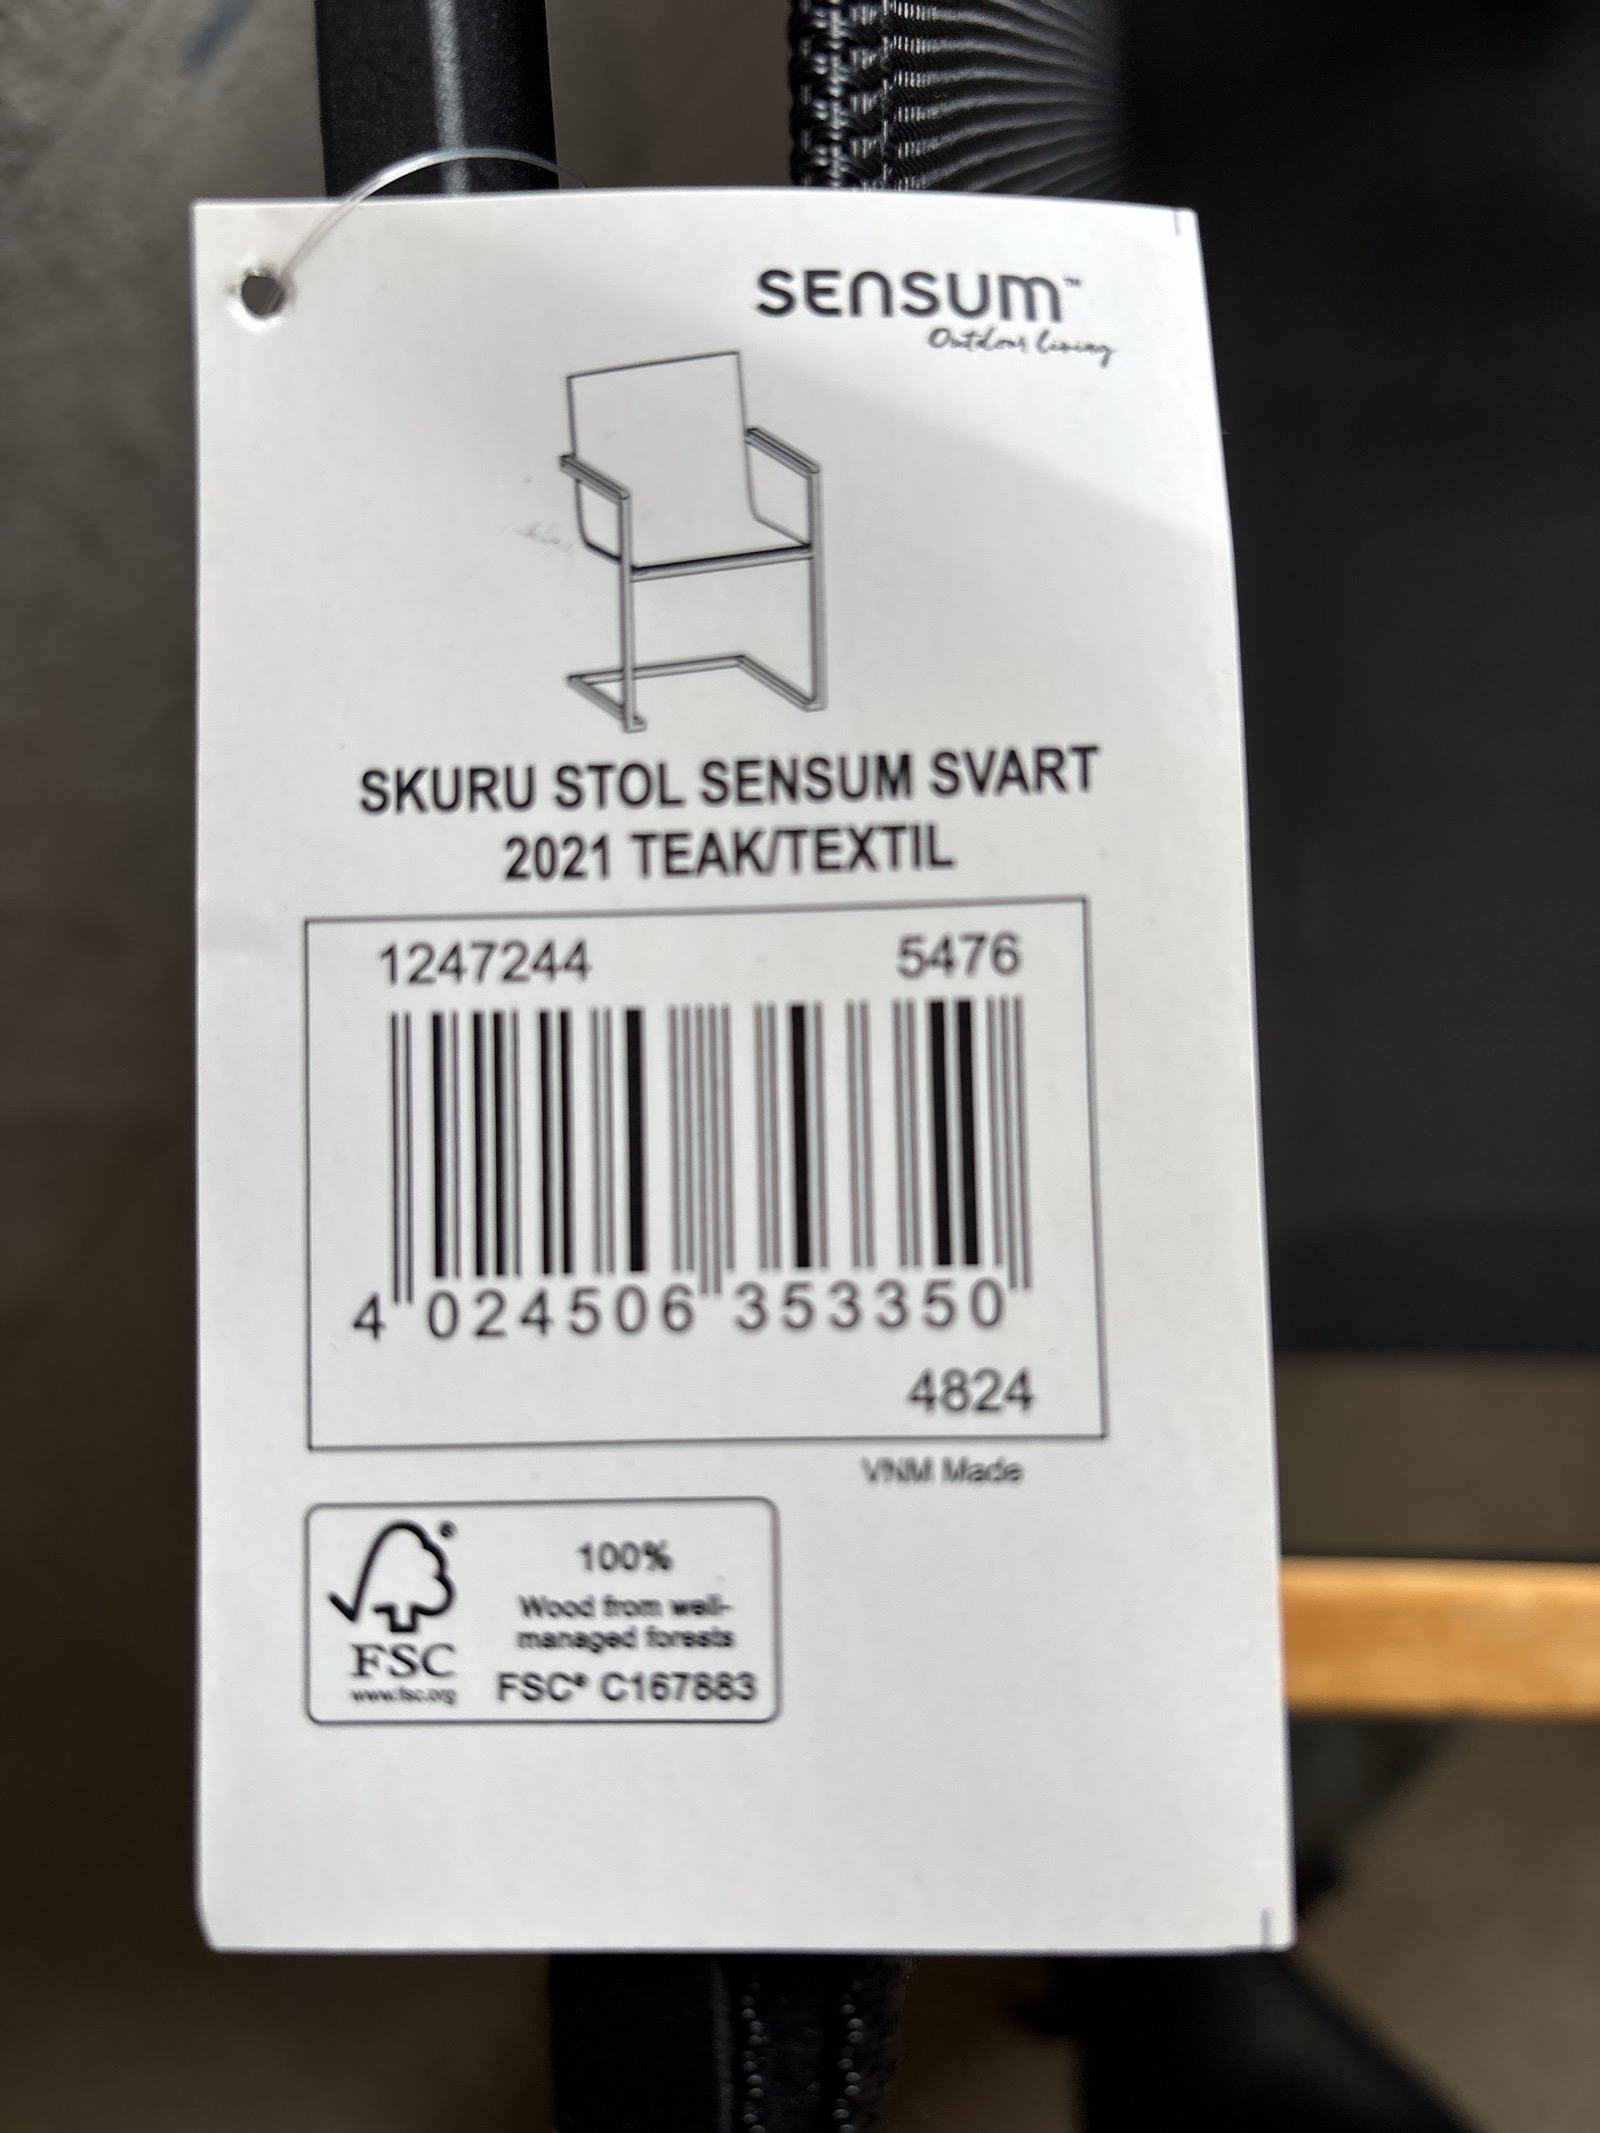 SENSUM™
Outdoor living
SKURU STOL SENSUM SVART
2021 TEAK/TEXTIL
1247244 5476
4 024506 353350
4824
VNM Made
®
100%
Wood from well-
managed forests
FSC
www.fsc.org
FSC® C167883